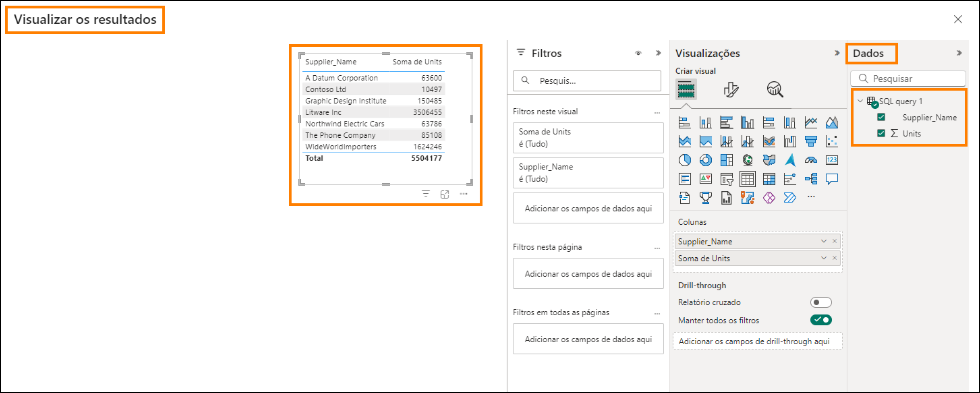 Visualizar os resultados
Supplier_Name Soma de Units
A Datum Corporation 63600
Contoso Ltd 10497
Graphic Design Institute 150485
Litware Inc 3506455
Northwind Electric Cars 63786
The Phone Company 85108
WideWorldImporters 1624246
Total 5504177
Filtros
Pesquis...
Filtros neste visual
Soma de Units
é (Tudo)
Supplier_Name
é (Tudo)
Adicionar os campos de dados aqui
Filtros nesta página
Adicionar os campos de dados aqui
Filtros em todas as páginas
Adicionar os campos de dados aqui
Visualizações
Criar visual
123
Colunas
Supplier_Name
Soma de Units
Drill-through
Relatório cruzado
Manter todos os filtros
Adicionar os campos de drill-through aqui
Dados
Pesquisar
SQL query 1
Supplier_Name
Units